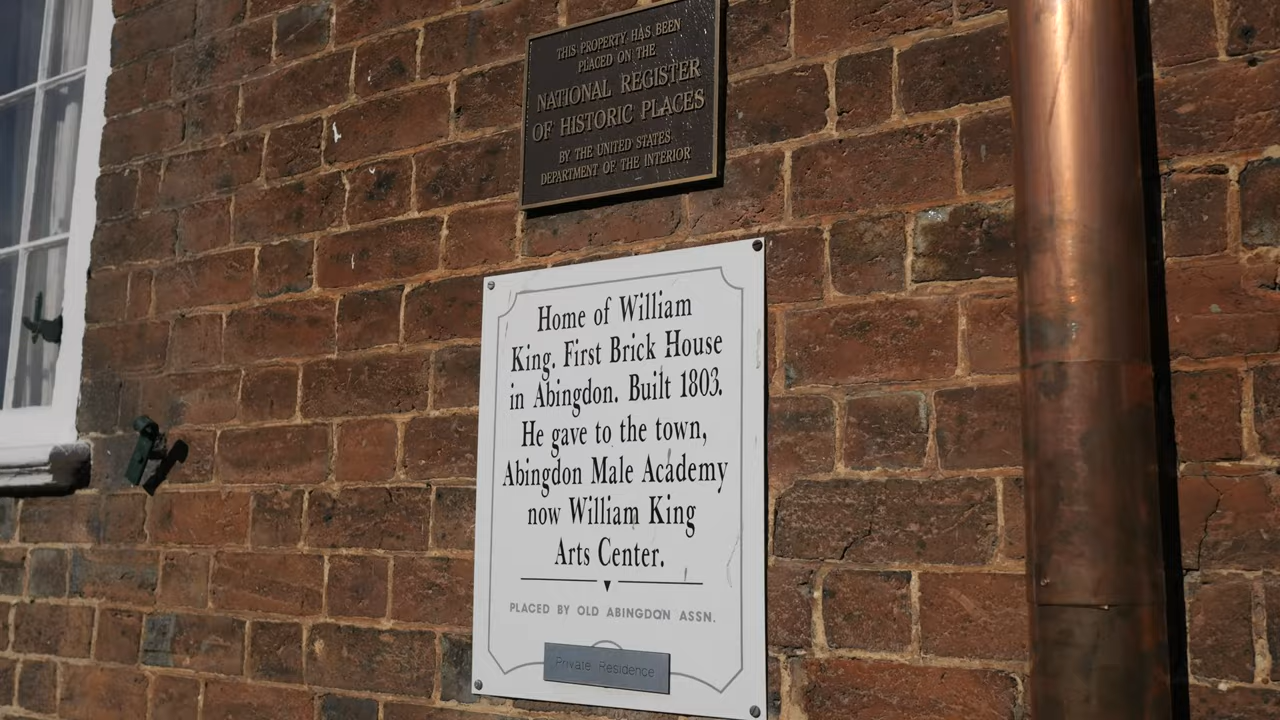 THIS PROPERTY HAS BEEN
PLACED ON THE
NATIONAL REGISTER
OF HISTORIC PLACES
BY THE UNITED STATES
DEPARTMENT OF THE INTERIOR
Home of William
King. First Brick House
in Abingdon. Built 1803.
He gave to the town,
Abingdon Male Academy
now William King
Arts Center.
PLACED BY OLD ABINGDON ASSN.
Private Residence